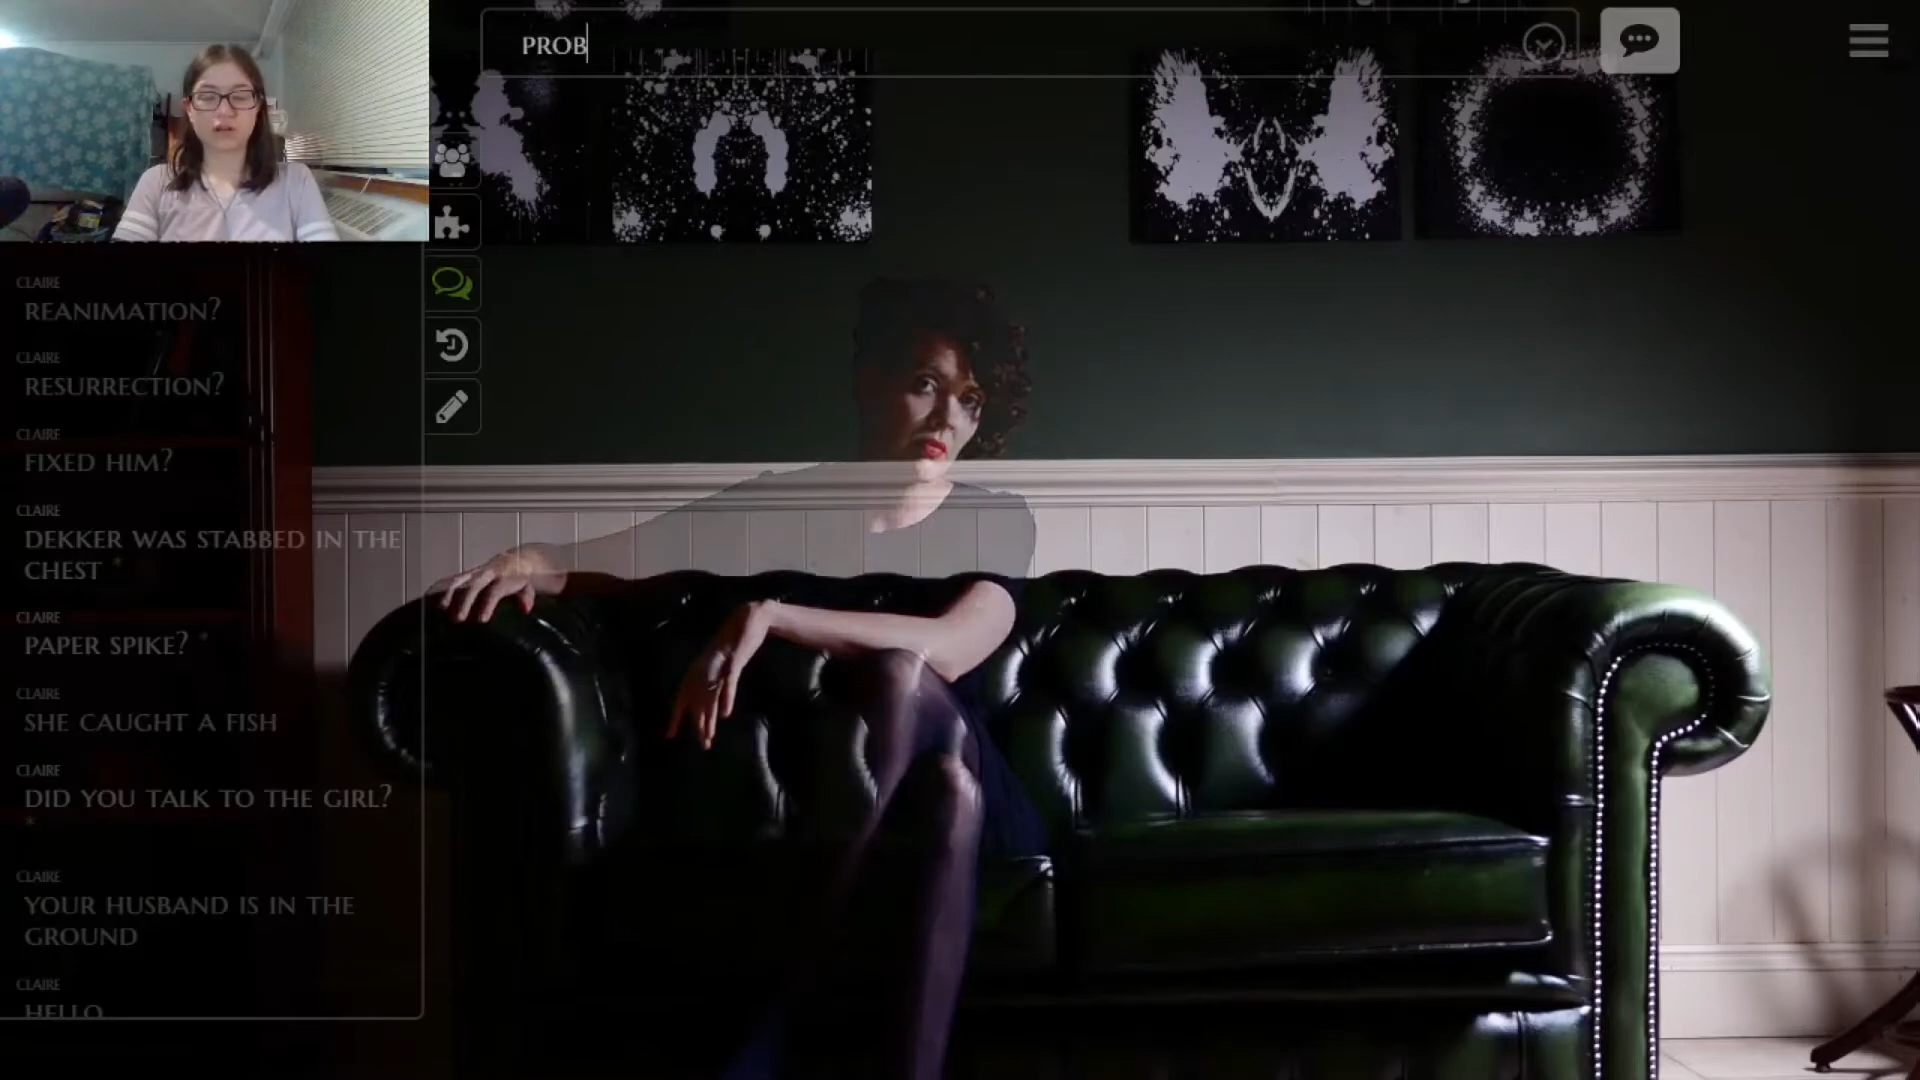 PROB
CLAIRE
REANIMATION?
CLAIRE
RESURRECTION?
CLAIRE
FIXED HIM?
CLAIRE
DEKKER WAS STABBED IN THE
CHEST *
CLAIRE
PAPER SPIKE? *
CLAIRE
SHE CAUGHT A FISH
CLAIRE
DID YOU TALK TO THE GIRL?
*
CLAIRE
YOUR HUSBAND IS IN THE
GROUND
CLAIRE
HELLO